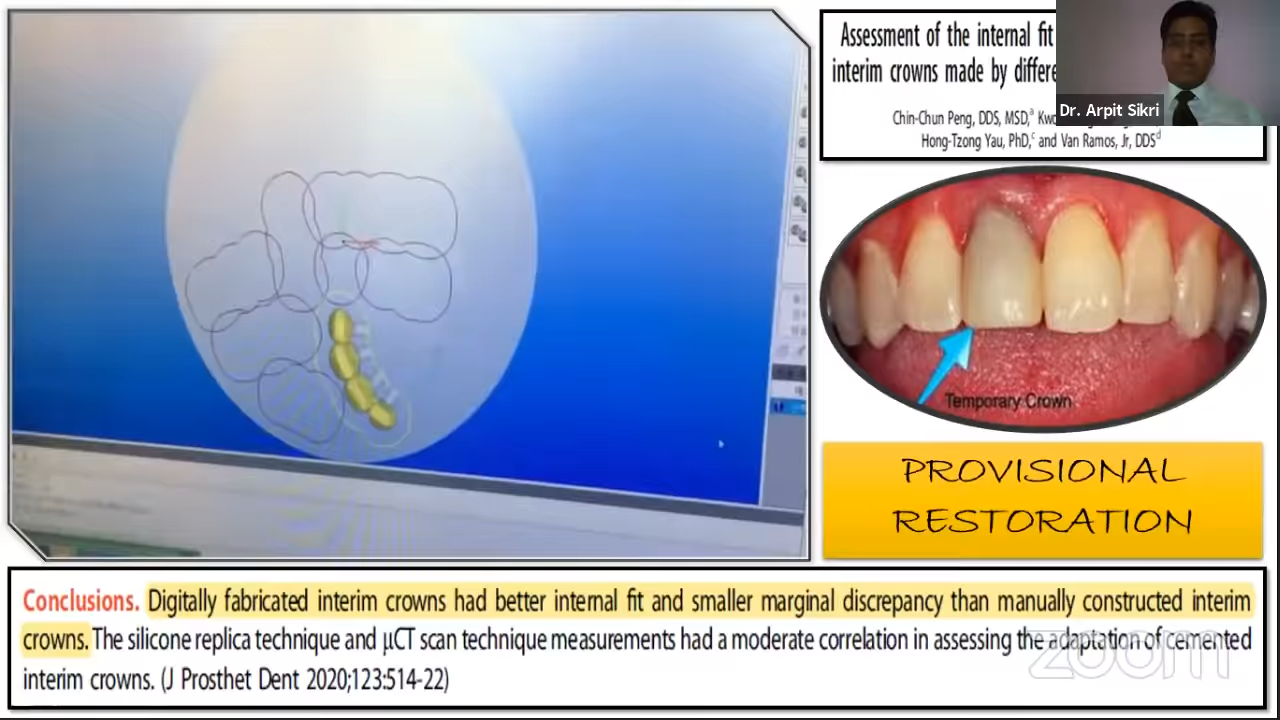 Assessment of the internal fit
interim crowns made by differe
Chin-Chun Peng, DDS, MSD,a
Hong-Tzong Yau, PhD,c and Van Ramos, Jr, DDSd
Dr. Arpit Sikri
Temporary Crown
PROVISIONAL
RESTORATION
Conclusions. Digitally fabricated interim crowns had better internal fit and smaller marginal discrepancy than manually constructed interim
crowns. The silicone replica technique and μCT scan technique measurements had a moderate correlation in assessing the adaptation of cemented
interim crowns. (J Prosthet Dent 2020;123:514-22)
zoom